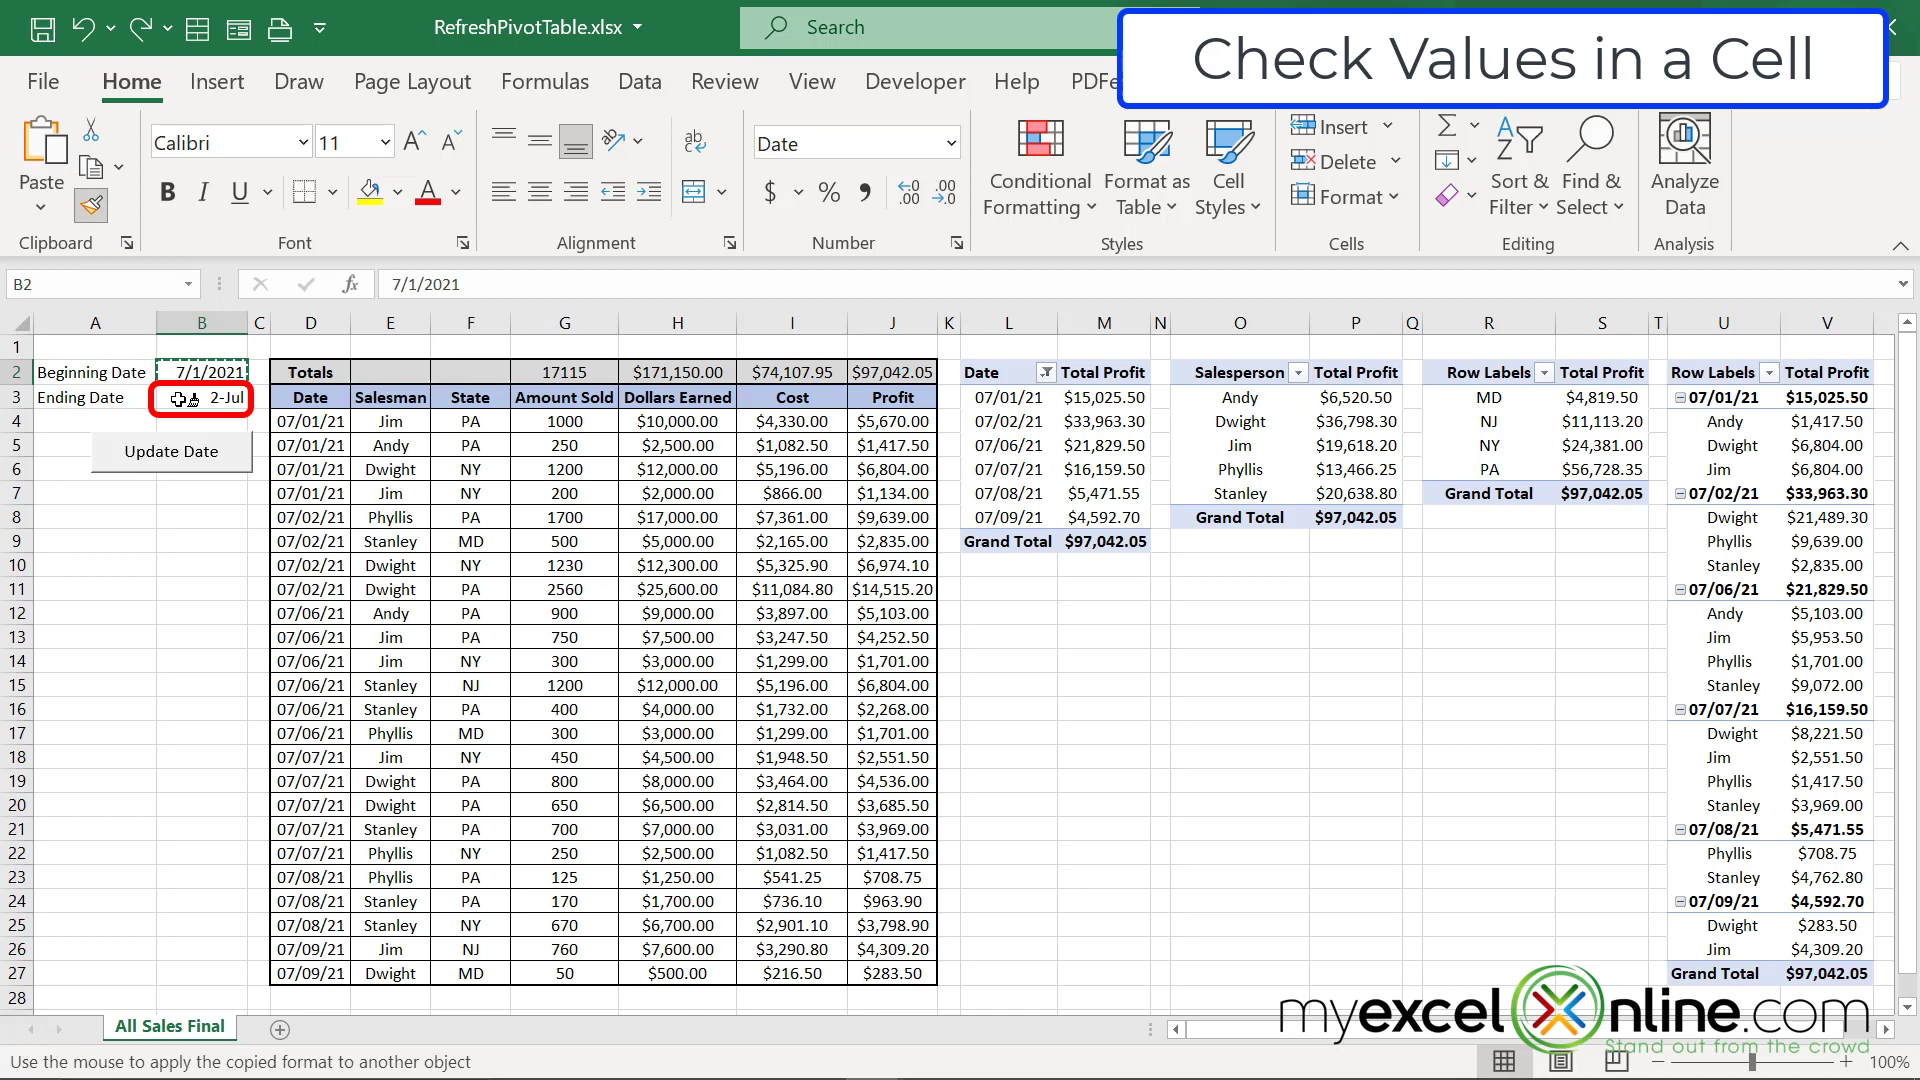 RefreshPivotTable.xlsx
Search
Check Values in a Cell
File Home Insert Draw Page Layout Formulas Data Review View Developer Help PDFe
Paste
Calibri 11
Date
Conditional Formatting
Format as Table
Cell Styles
Insert
Delete
Format
Sort & Filter
Find & Select
Analyze Data
Clipboard Font Alignment Number Styles Cells Editing Analysis
B2 fx 7/1/2021
A B C D E F G H I J K L M N O P Q R S T U V
1
2 Beginning Date 7/1/2021 Totals 17115 $171,150.00 $74,107.95 $97,042.05 Date Total Profit Salesperson Total Profit Row Labels Total Profit Row Labels Total Profit
3 Ending Date 2-Jul Date Salesman State Amount Sold Dollars Earned Cost Profit 07/01/21 $15,025.50 Andy $6,520.50 MD $4,819.50 07/01/21 $15,025.50
4 07/01/21 Jim PA 1000 $10,000.00 $4,330.00 $5,670.00 07/02/21 $33,963.30 Dwight $36,798.30 NJ $11,113.20 Andy $1,417.50
5 Update Date 07/01/21 Andy PA 250 $2,500.00 $1,082.50 $1,417.50 07/06/21 $21,829.50 Jim $19,618.20 NY $24,381.00 Dwight $6,804.00
6 07/01/21 Dwight NY 1200 $12,000.00 $5,196.00 $6,804.00 07/07/21 $16,159.50 Phyllis $13,466.25 PA $56,728.35 Jim $6,804.00
7 07/01/21 Jim NY 200 $2,000.00 $866.00 $1,134.00 07/08/21 $5,471.55 Stanley $20,638.80 Grand Total $97,042.05 07/02/21 $33,963.30
8 07/02/21 Phyllis PA 1700 $17,000.00 $7,361.00 $9,639.00 07/09/21 $4,592.70 Grand Total $97,042.05 Dwight $21,489.30
9 07/02/21 Stanley MD 500 $5,000.00 $2,165.00 $2,835.00 Grand Total $97,042.05 Phyllis $9,639.00
10 07/02/21 Dwight NY 1230 $12,300.00 $5,325.90 $6,974.10 Stanley $2,835.00
11 07/02/21 Dwight PA 2560 $25,600.00 $11,084.80 $14,515.20 07/06/21 $21,829.50
12 07/06/21 Andy PA 900 $9,000.00 $3,897.00 $5,103.00 Andy $5,103.00
13 07/06/21 Jim PA 750 $7,500.00 $3,247.50 $4,252.50 Jim $5,953.50
14 07/06/21 Jim NY 300 $3,000.00 $1,299.00 $1,701.00 Phyllis $1,701.00
15 07/06/21 Stanley NJ 1200 $12,000.00 $5,196.00 $6,804.00 Stanley $9,072.00
16 07/06/21 Stanley PA 400 $4,000.00 $1,732.00 $2,268.00 07/07/21 $16,159.50
17 07/06/21 Phyllis MD 300 $3,000.00 $1,299.00 $1,701.00 Dwight $8,221.50
18 07/07/21 Jim NY 450 $4,500.00 $1,948.50 $2,551.50 Jim $2,551.50
19 07/07/21 Dwight PA 800 $8,000.00 $3,464.00 $4,536.00 Phyllis $1,417.50
20 07/07/21 Dwight PA 650 $6,500.00 $2,814.50 $3,685.50 Stanley $3,969.00
21 07/07/21 Stanley PA 700 $7,000.00 $3,031.00 $3,969.00 07/08/21 $5,471.55
22 07/07/21 Phyllis NY 250 $2,500.00 $1,082.50 $1,417.50 Phyllis $708.75
23 07/08/21 Phyllis PA 125 $1,250.00 $541.25 $708.75 Stanley $4,762.80
24 07/08/21 Stanley PA 170 $1,700.00 $736.10 $963.90 07/09/21 $4,592.70
25 07/08/21 Stanley NY 670 $6,700.00 $2,901.10 $3,798.90 Dwight $283.50
26 07/09/21 Jim NJ 760 $7,600.00 $3,290.80 $4,309.20 Jim $4,309.20
27 07/09/21 Dwight MD 50 $500.00 $216.50 $283.50 Grand Total $97,042.05
28
myexcelonline.com
Stand out from the crowd
All Sales Final
Use the mouse to apply the copied format to another object
100%